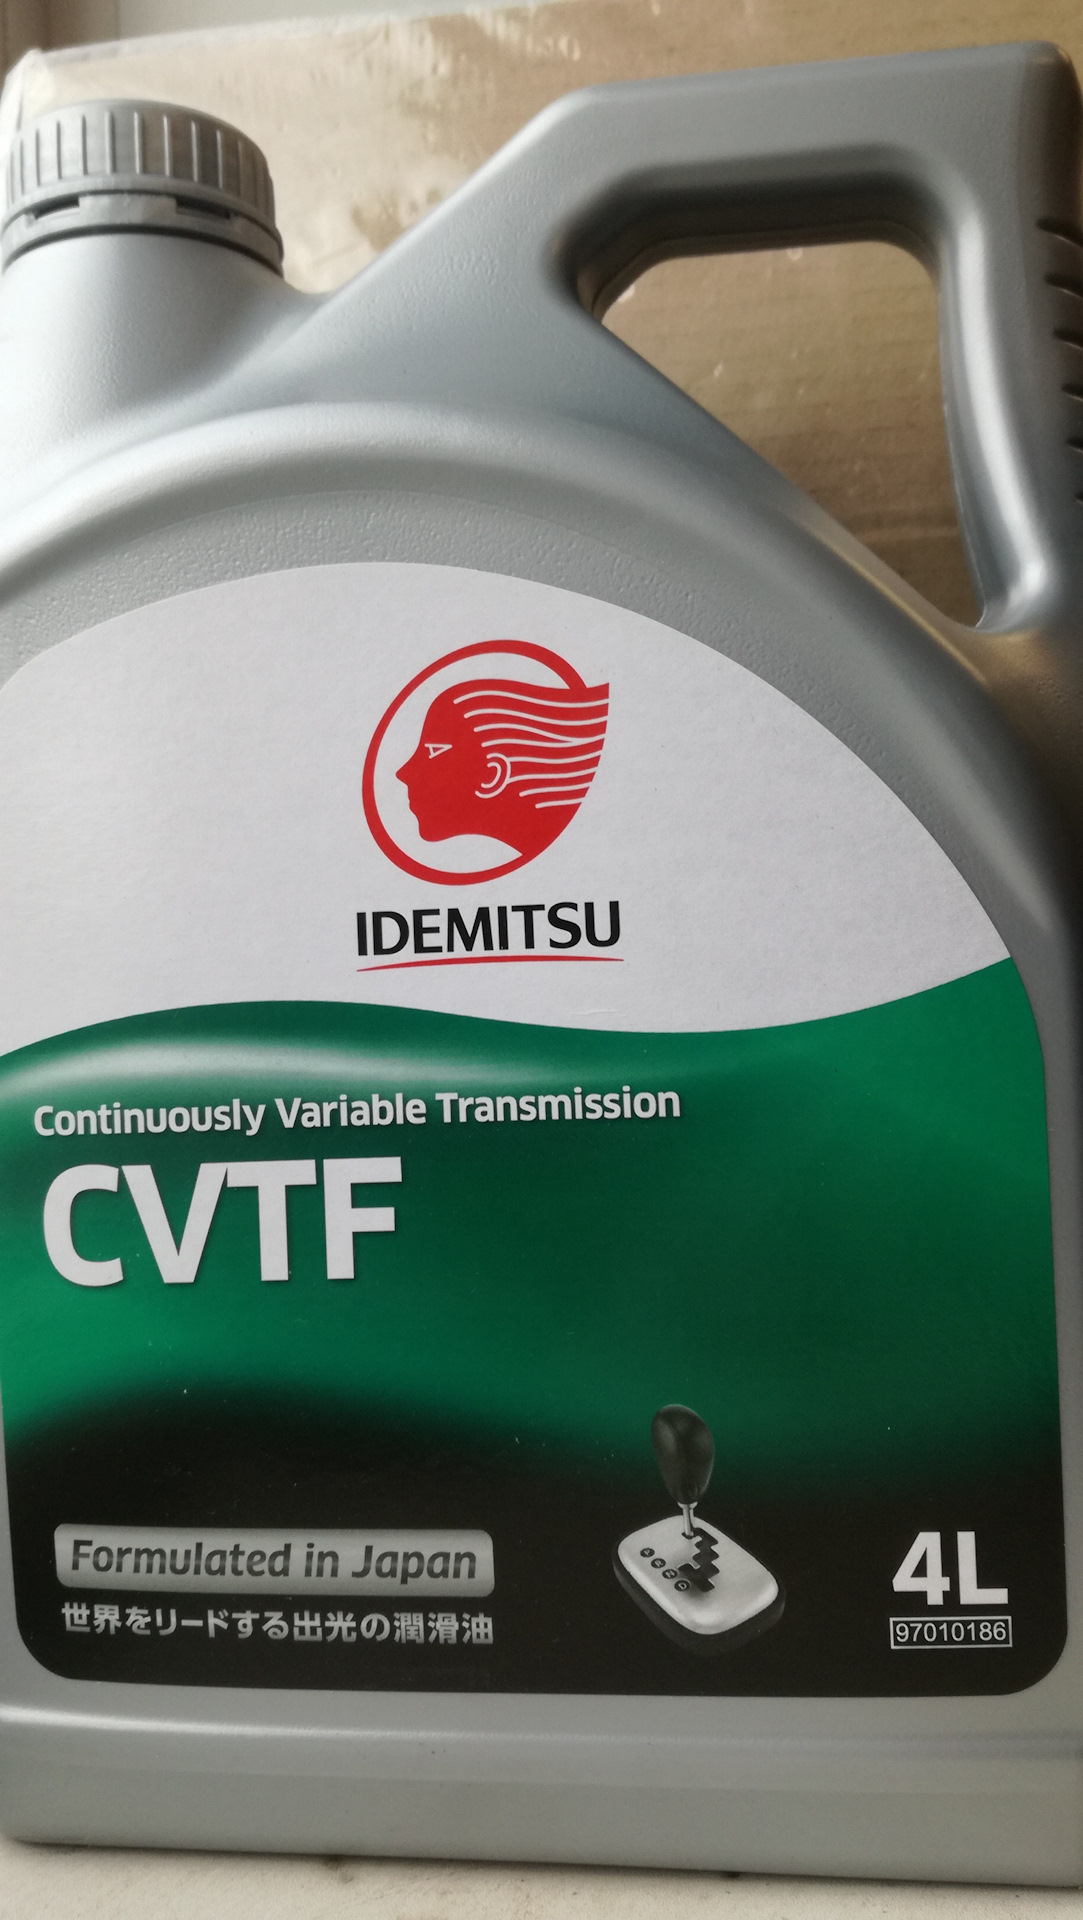 IDEMITSU
Continuously Variable Transmission
CVTF
Formulated in Japan
世界をリードする出光の潤滑油
4L
97010186